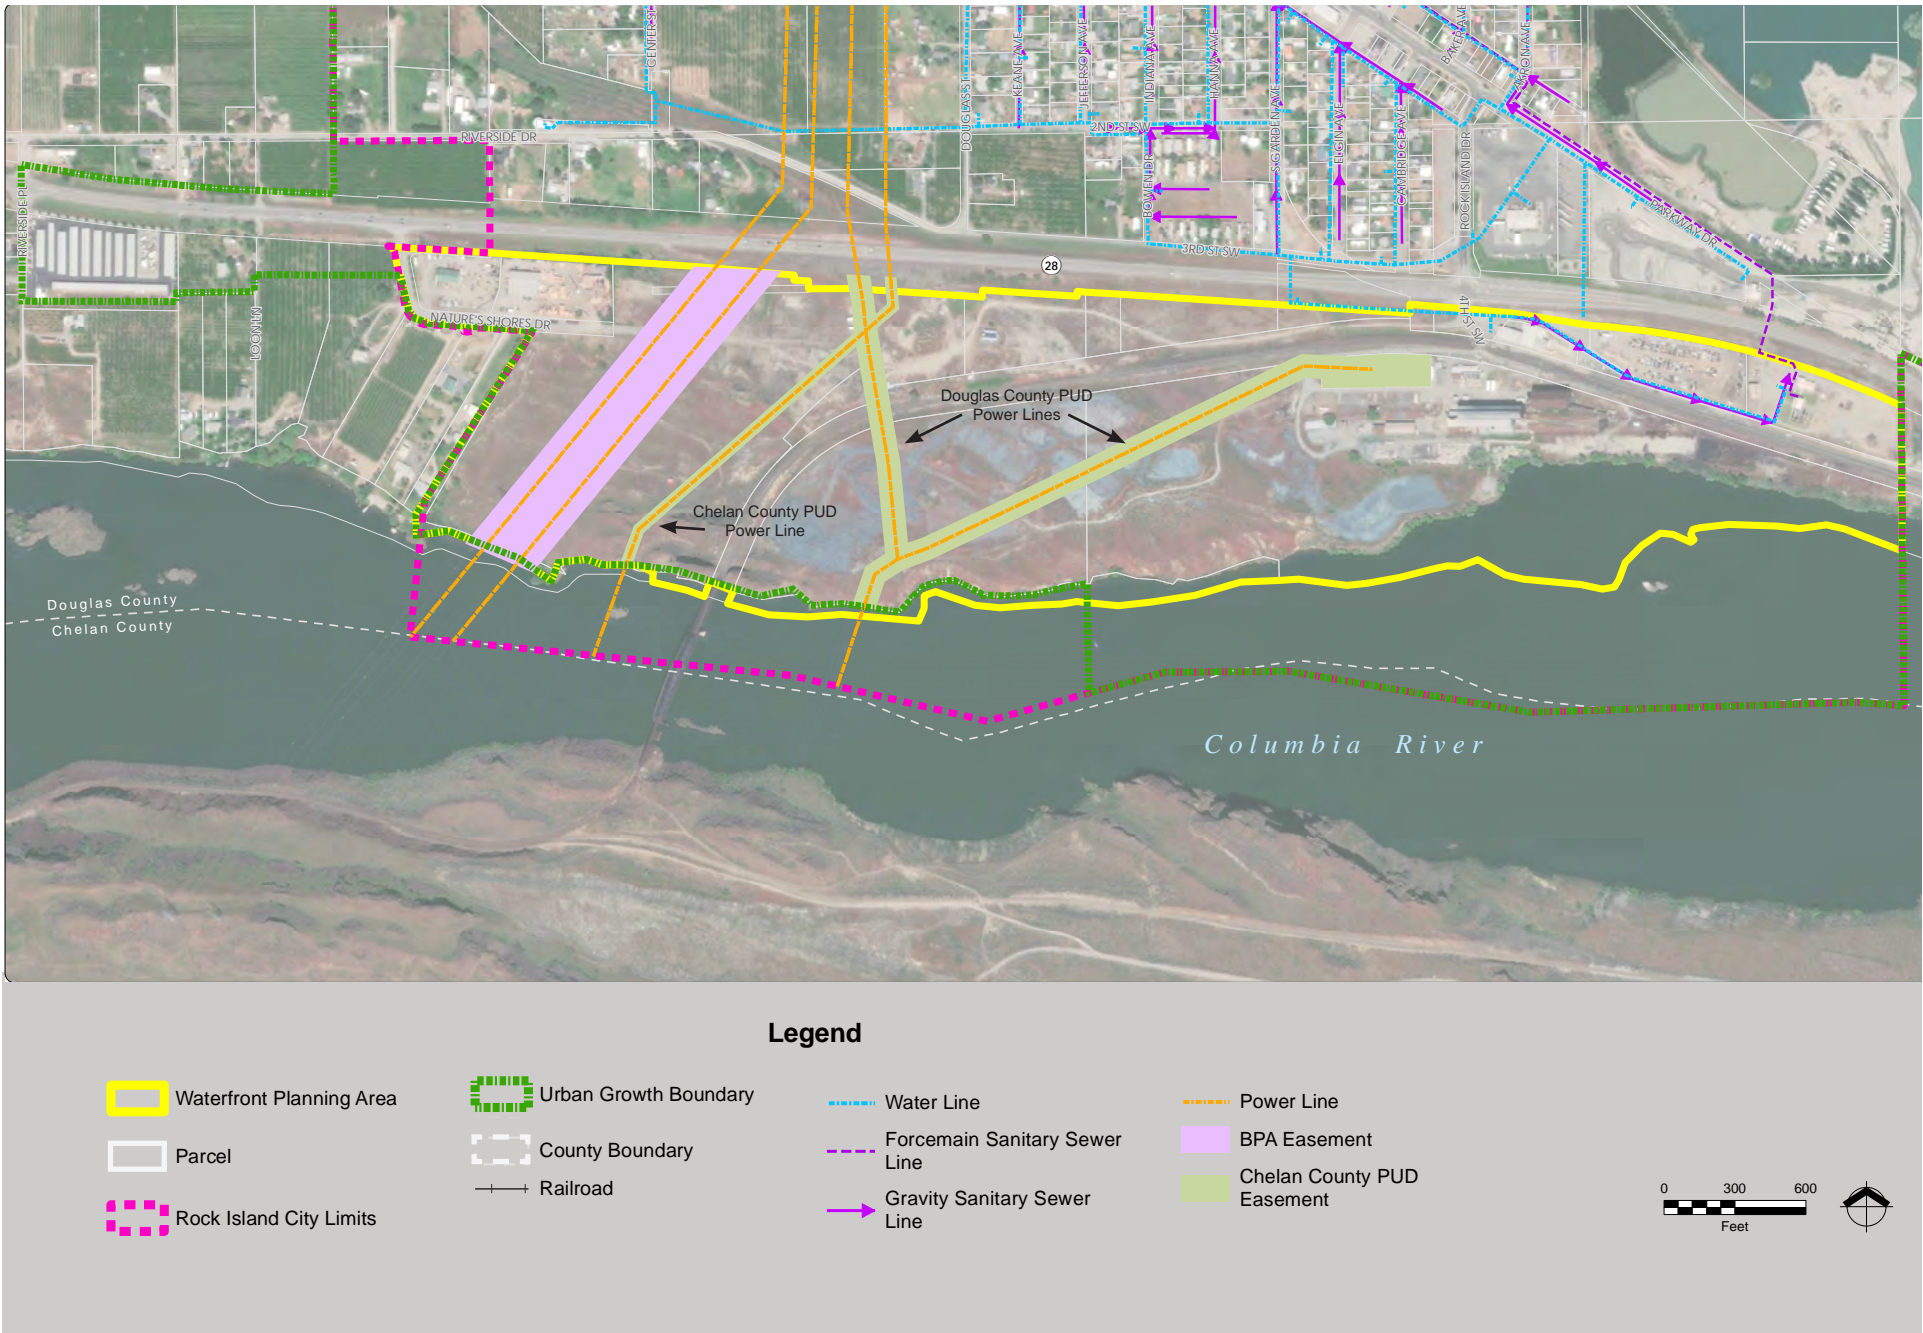 CENTER ST
DOUGLAS ST
KEANE AVE
JEFFERSON AVE
INDIANA AVE
HANNA AVE
S GARDEN AVE
ELGIN AVE
CAMBRIDGE AVE
BAKER AVE
AKRON AVE
ROCK ISLAND DR
RIVERSIDE DR
2ND ST SW
BOWEN DR
PARKWAY DR
RIVERSIDE PL
3RD ST SW
28
LOON LN
NATURE'S SHORES DR
4TH ST SW
Douglas County PUD
Power Lines
Chelan County PUD
Power Line
Douglas County
Chelan County
Columbia River
Legend
Waterfront Planning Area
Parcel
Rock Island City Limits
Urban Growth Boundary
County Boundary
Railroad
Water Line
Forcemain Sanitary Sewer
Line
Gravity Sanitary Sewer
Line
Power Line
BPA Easement
Chelan County PUD
Easement
0 300 600
Feet